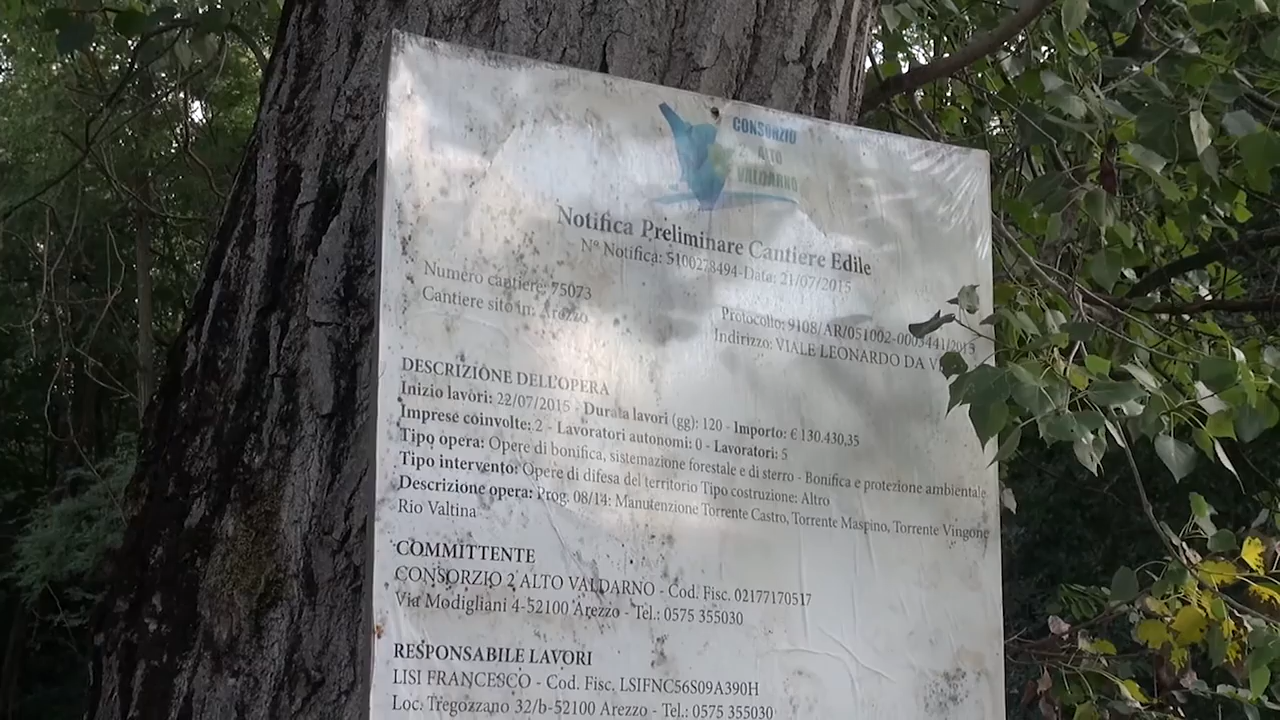 CONSORZIO
2 ALTO
VALDARNO
Notifica Preliminare Cantiere Edile
N° Notifica: 5100278494-Data: 21/07/2015
Numero cantiere: 75073
Cantiere sito in: Arezzo
Protocollo: 9108/AR/051002-0003441/2015
Indirizzo: VIALE LEONARDO DA
DESCRIZIONE DELL'OPERA
Inizio lavori: 22/07/2015 - Durata lavori (gg): 120 - Importo: € 130.430,35
Imprese coinvolte: 2 - Lavoratori autonomi: 0 - Lavoratori: 5
Tipo opera: Opere di bonifica, sistemazione forestale e di sterro - Bonifica e protezione ambientale
Tipo intervento: Opere di difesa del territorio Tipo costruzione: Altro
Descrizione opera: Prog. 08/14: Manutenzione Torrente Castro, Torrente Maspino, Torrente Vingone
Rio Valtina
COMMITTENTE
CONSORZIO 2 ALTO VALDARNO - Cod. Fisc. 02177170517
Via Modigliani 4-52100 Arezzo - Tel.: 0575 355030
RESPONSABILE LAVORI
LISI FRANCESCO - Cod. Fisc. LSIFNC56S09A390H
Loc. Tregozzano 32/b-52100 Arezzo - Tel.: 0575 355030